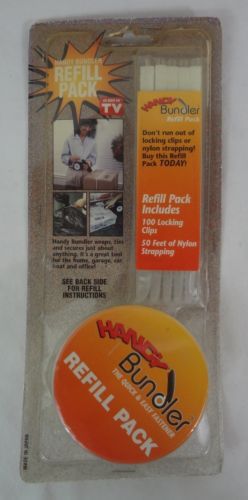 HANDY BUNDLER
REFILL
PACK
AS SEEN ON
TV
HANDY
Bundler
Refill Pack
Don't run out of
locking clips or
nylon strapping!
Buy this Refill
Pack TODAY!
Refill Pack
Includes
100 Locking
Clips
50 Feet of Nylon
Strapping
Handy Bundler wraps, ties
and secures just about
anything. It's a great tool
for the home, garage, car
boat and office!
SEE BACK SIDE
FOR REFILL
INSTRUCTIONS
HANDY
Bundler
THE QUICK & EASY FASTENER
REFILL PACK
MADE IN JAPAN